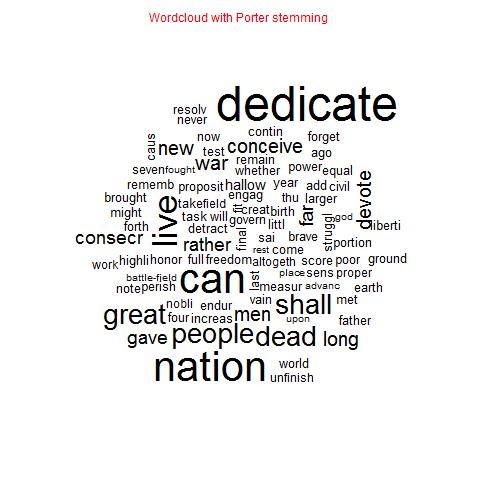 Wordcloud with Porter stemming
dedicate
resolv
never
now
contin
forget
caus
new
test
conceive
ago
war
remain
seven
fought
whether
power
equal
rememb
proposit
hallow
year
add
civil
devote
brought
engag
thu
larger
live
take
field
fit
creat
birth
far
god
might
task
will
govern
littl
struggl
liberti
forth
detract
consecr
rather
final
sai
brave
portion
rest
come
work
highli
honor
full
freedom
altogeth
score
poor
ground
battle-field
can
last
place
sens
proper
note
perish
measur
advanc
earth
nobli
endur
vain
shall
met
great
four
increas
men
upon
father
gave
people
dead
long
nation
world
unfinish